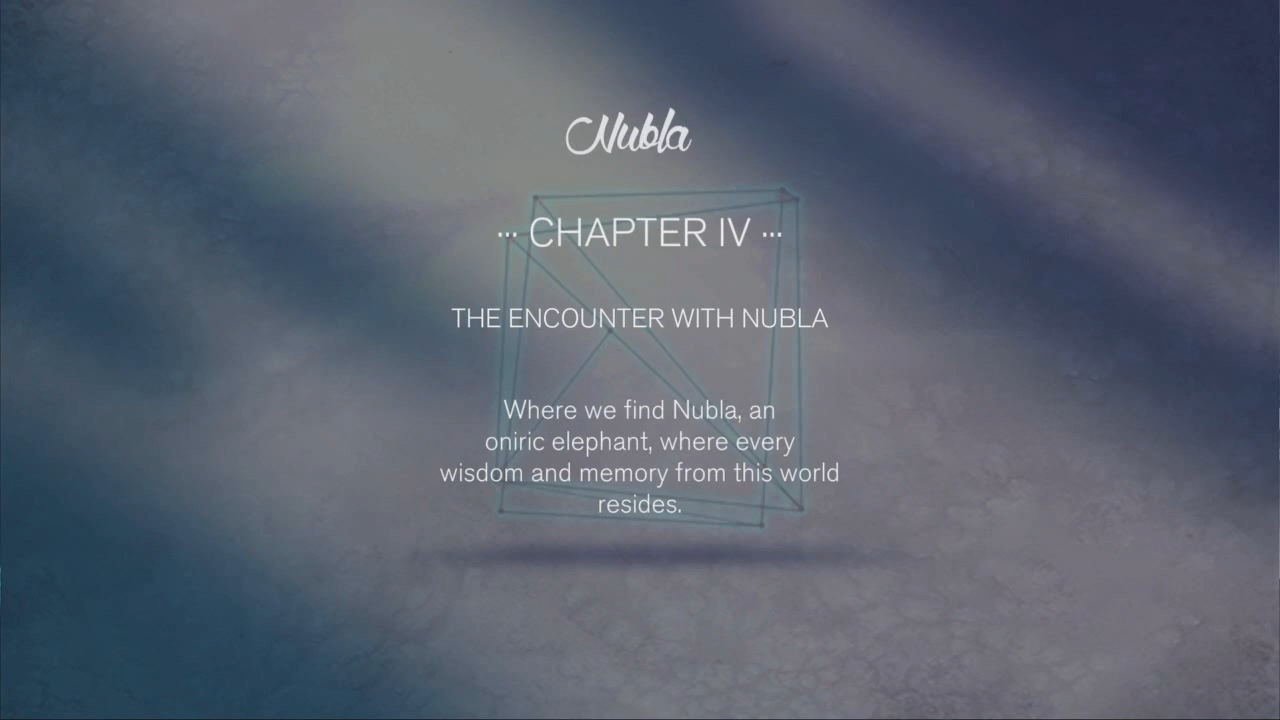 Nubla
··· CHAPTER IV ···
THE ENCOUNTER WITH NUBLA
Where we find Nubla, an
oniric elephant, where every
wisdom and memory from this world
resides.